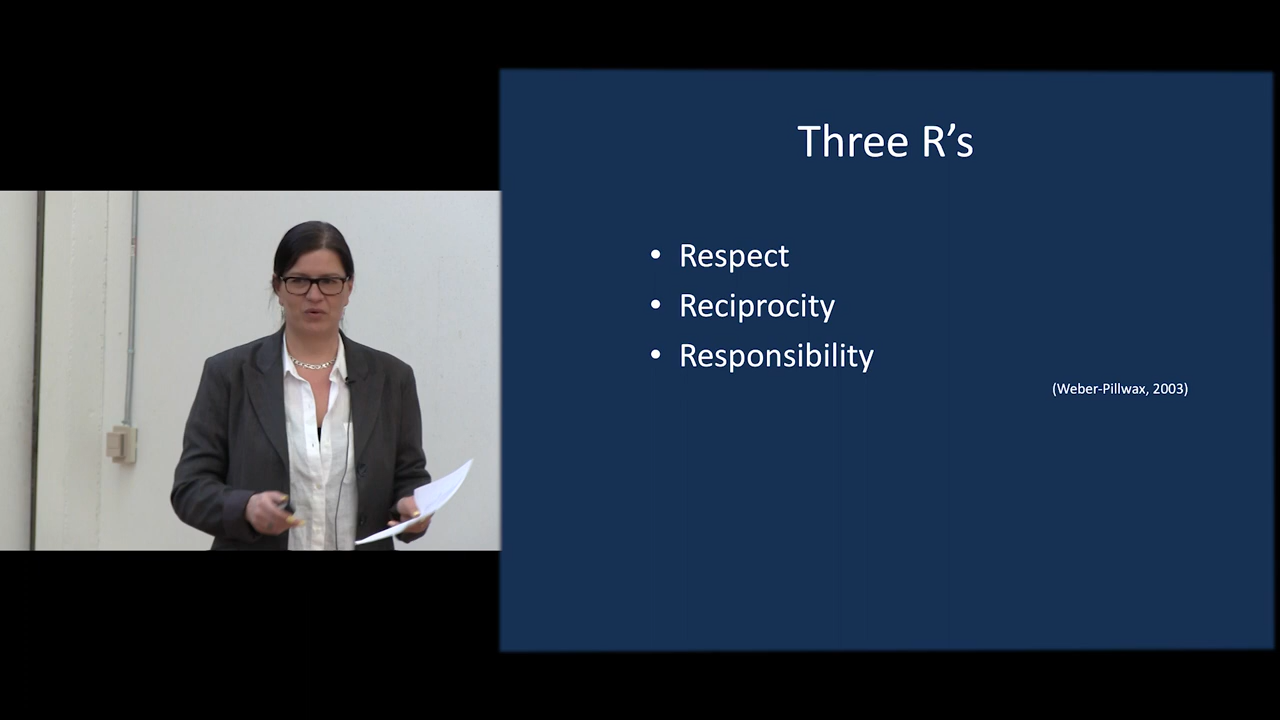 Three R’s
• Respect
• Reciprocity
• Responsibility
(Weber-Pillwax, 2003)